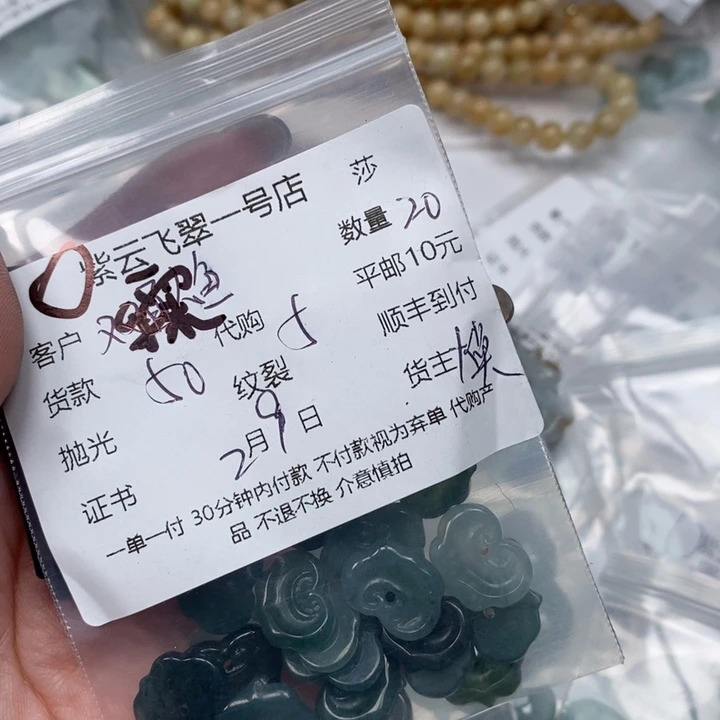 紫云飞翠一号店 莎
数量 20
客户 鱼 代购 5 平邮10元
货款 50 纹裂 顺丰到付
抛光 2月9日 货主
证书
一单一付 30分钟内付款 不付款视为弃单 代购产
品 不退不换 介意慎拍